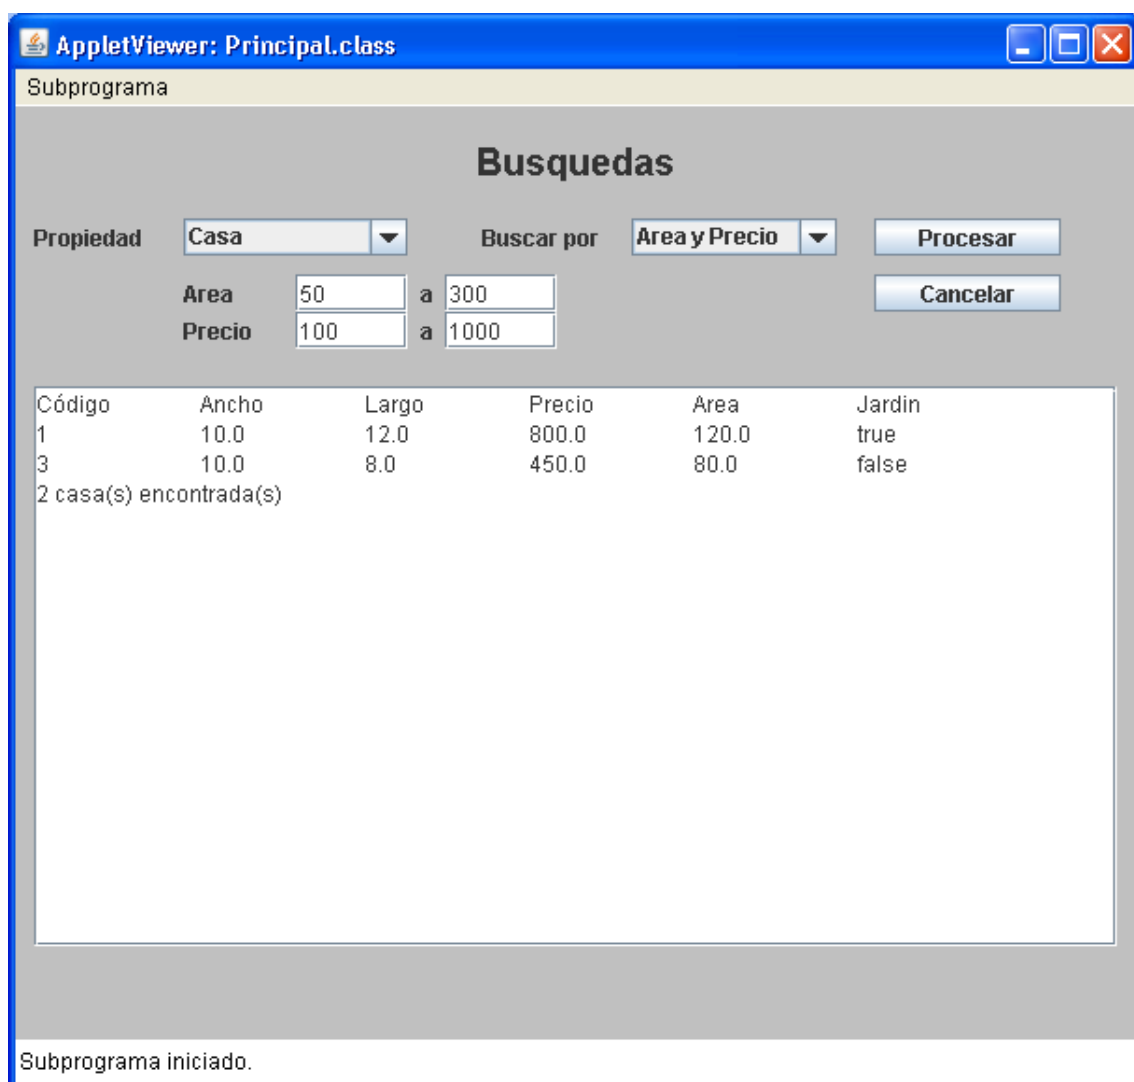 AppletViewer: Principal.class
Subprograma
Busquedas
Propiedad Casa Buscar por Area y Precio Procesar
Area 50 a 300 Cancelar
Precio 100 a 1000
Código Ancho Largo Precio Area Jardin
1 10.0 12.0 800.0 120.0 true
3 10.0 8.0 450.0 80.0 false
2 casa(s) encontrada(s)
Subprograma iniciado.